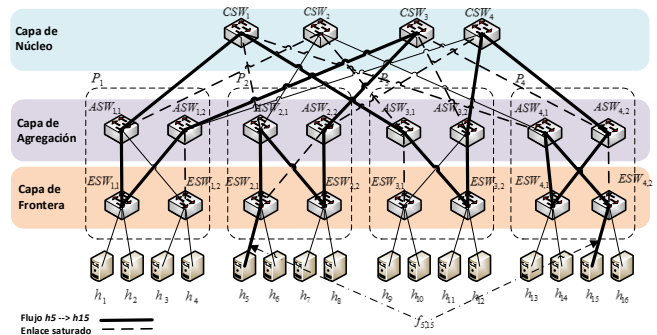 CSW1 CSW2 CSW3 CSW4
Capa de
Núcleo
P1 P2 P4
ASW1,1 ASW1,2 ASW2,1 ASW2,2 ASW3,1 ASW3,2 ASW4,1 ASW4,2
Capa de
Agregación
ESW1,1 ESW1,2 ESW2,1 ESW2,2 ESW3,1 ESW3,2 ESW4,1 ESW4,2
Capa de
Frontera
h1 h2 h3 h4 h5 h6 h7 h8 h9 h10 h11 h12 h13 h14 h15 h16
f5,15
Flujo h5 --> h15
Enlace saturado